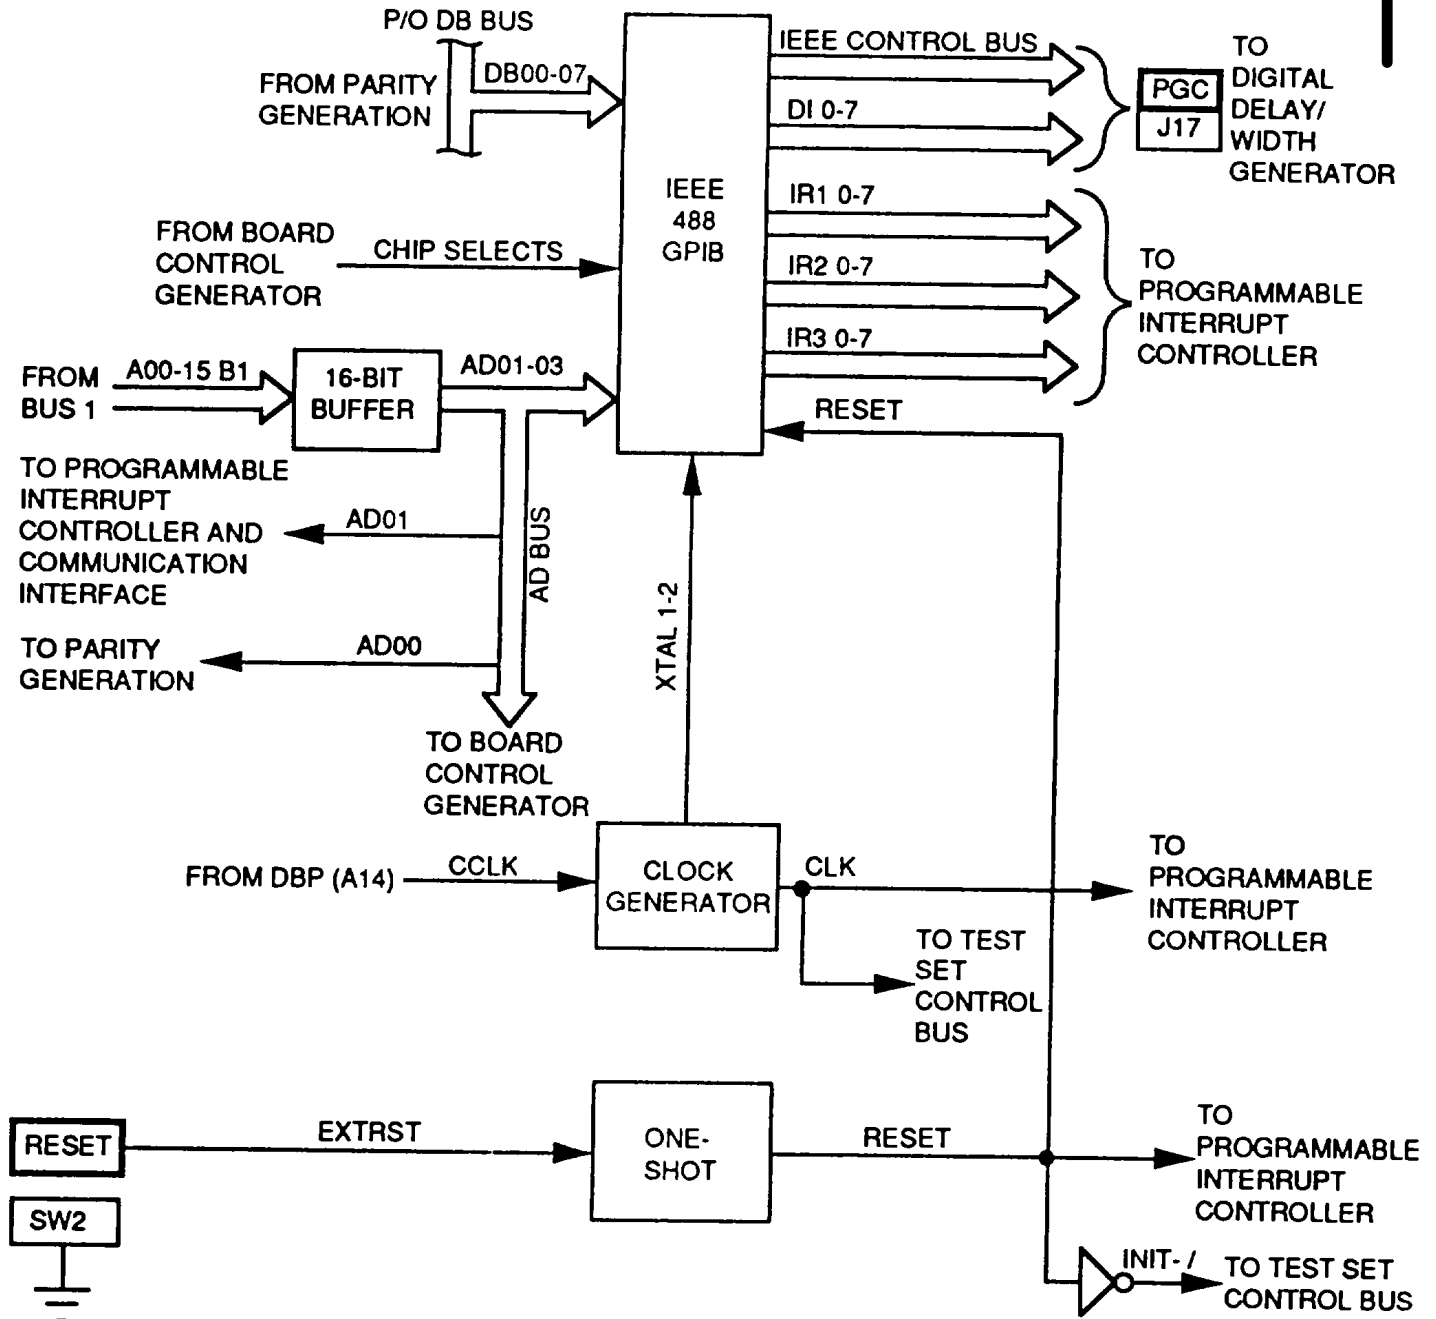 P/O DB BUS
FROM PARITY
GENERATION
DB00-07
IEEE
488
GPIB
IEEE CONTROL BUS
DI 0-7
PGC
J17
TO
DIGITAL
DELAY/
WIDTH
GENERATOR
FROM BOARD
CONTROL
GENERATOR
CHIP SELECTS
IR1 0-7
IR2 0-7
IR3 0-7
TO
PROGRAMMABLE
INTERRUPT
CONTROLLER
FROM
BUS 1
A00-15 B1
16-BIT
BUFFER
AD01-03
RESET
TO PROGRAMMABLE
INTERRUPT
CONTROLLER AND
COMMUNICATION
INTERFACE
AD01
AD BUS
TO PARITY
GENERATION
AD00
XTAL 1-2
TO BOARD
CONTROL
GENERATOR
FROM DBP (A14)
CCLK
CLOCK
GENERATOR
CLK
TO
PROGRAMMABLE
INTERRUPT
CONTROLLER
TO TEST
SET
CONTROL
BUS
RESET
EXTRST
ONE-
SHOT
RESET
TO
PROGRAMMABLE
INTERRUPT
CONTROLLER
SW2
INIT- /
TO TEST SET
CONTROL BUS